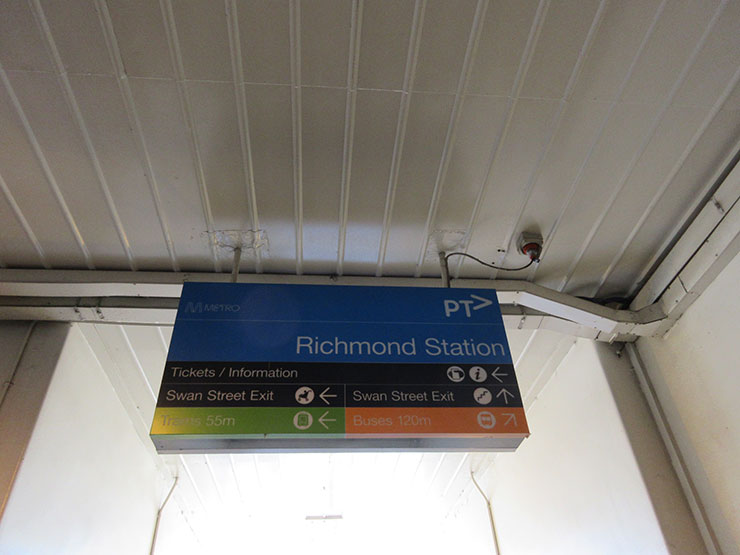 METRO PT>
Richmond Station
Tickets / Information
Swan Street Exit Swan Street Exit
Trams 55m Buses 120m